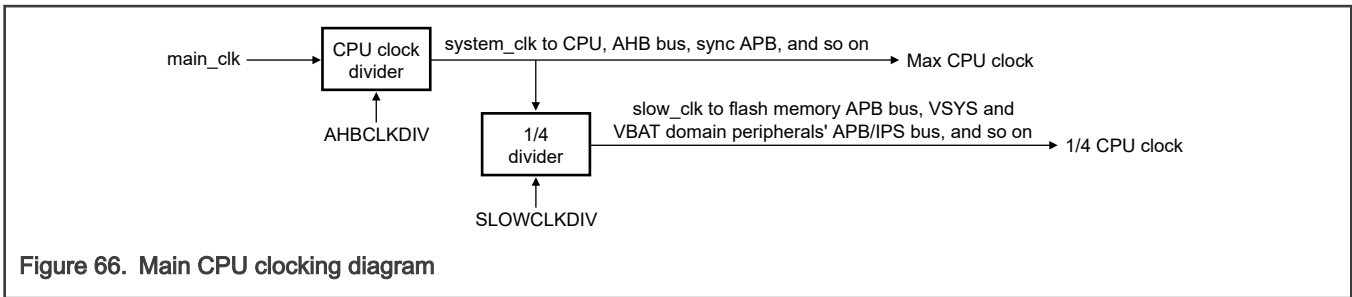 main_clk
CPU clock
divider
system_clk to CPU, AHB bus, sync APB, and so on
Max CPU clock
AHBCLKDIV
1/4
divider
slow_clk to flash memory APB bus, VSYS and
VBAT domain peripherals' APB/IPS bus, and so on
1/4 CPU clock
SLOWCLKDIV
Figure 66. Main CPU clocking diagram